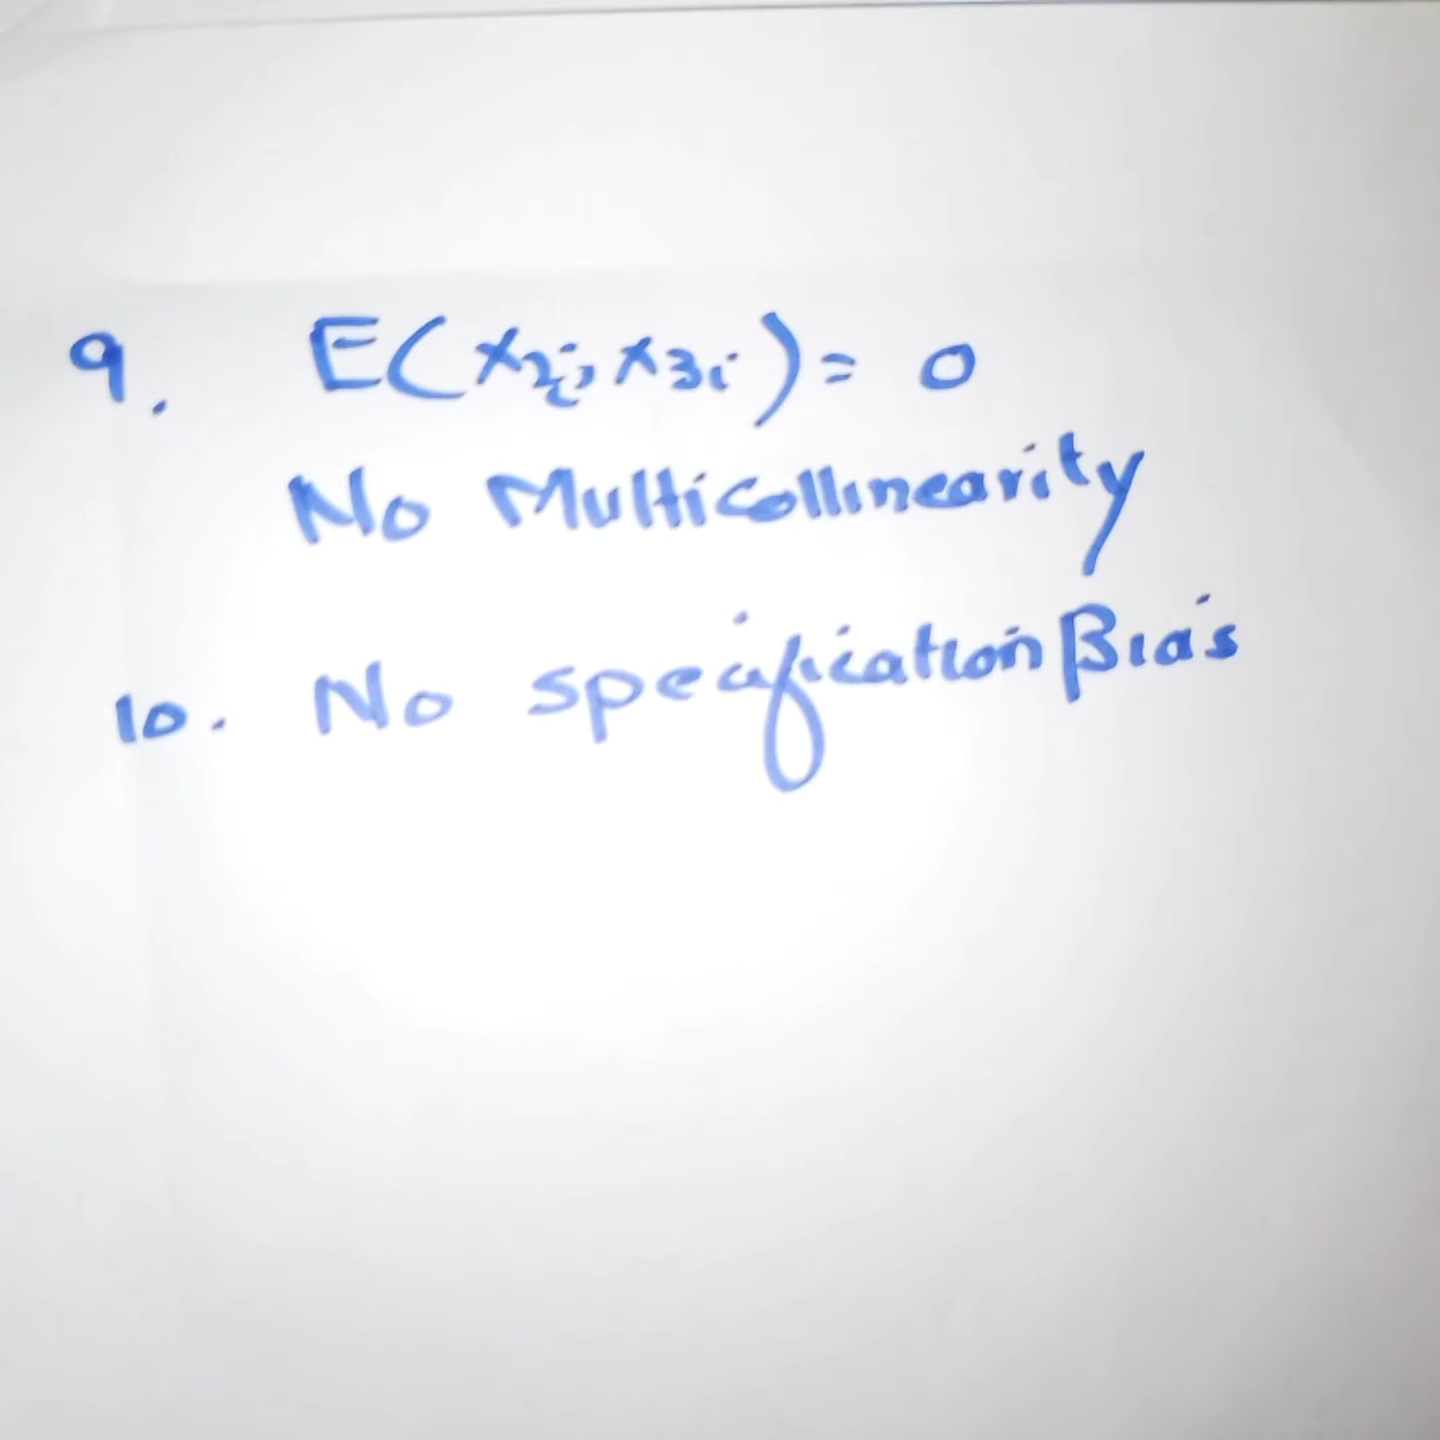 9. E(x2i, x3i) = 0
No Multicollinearity
10. No specification Bias